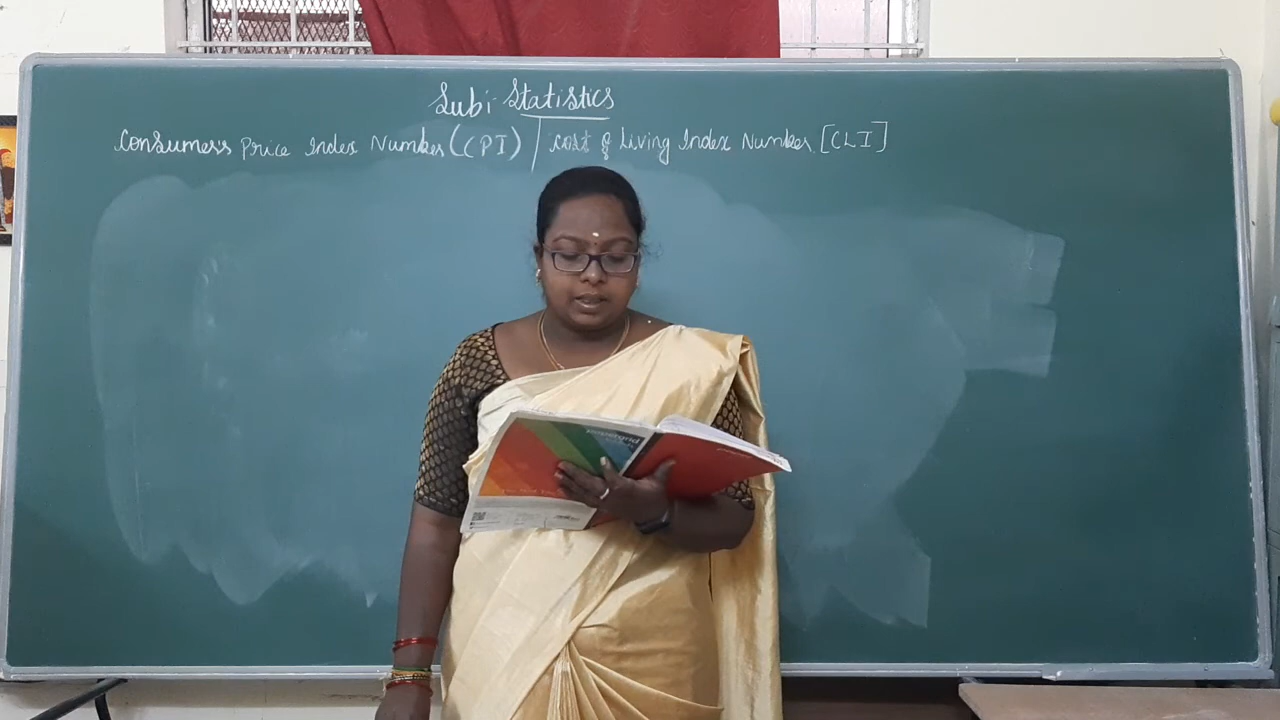 Subi-Statistics
Consumers Price Index Number (CPI) | cost of Living Index Number [CLI]